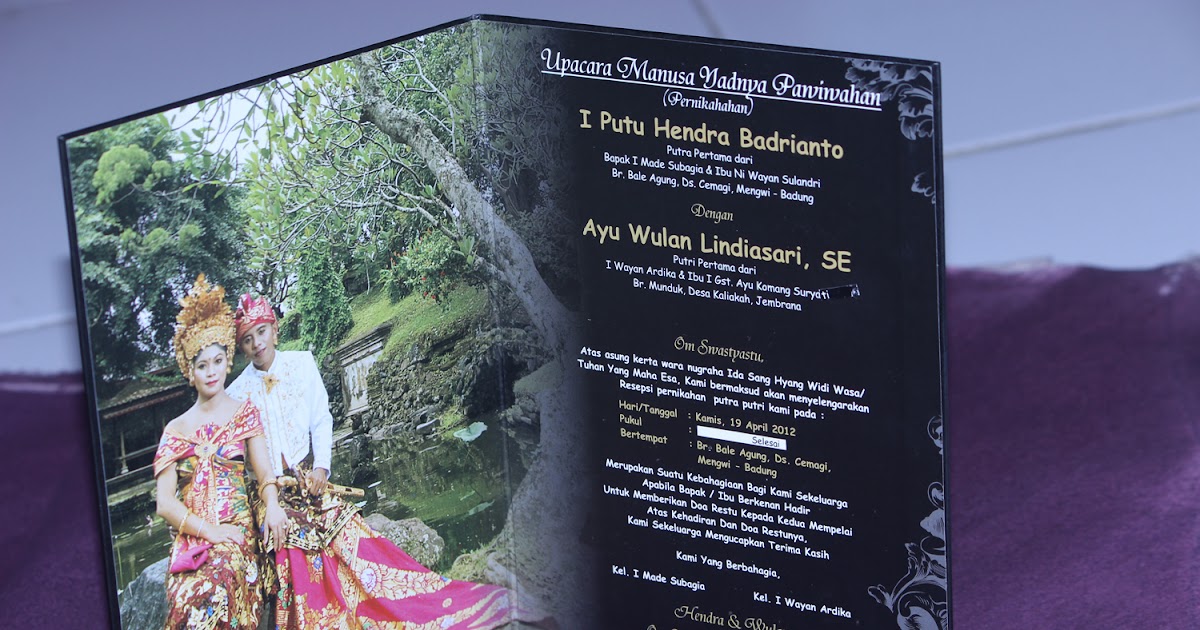 Upacara Manusa Yadnya Pawiwahan
(Pernikahahan)
I Putu Hendra Badrianto
Putra Pertama dari
Bapak I Made Subagia & Ibu Ni Wayan Sulandri
Br. Bale Agung, Ds. Cemagi, Mengwi - Badung
Dengan
Ayu Wulan Lindiasari, SE
Putri Pertama dari
I Wayan Ardika & Ibu I Gst. Ayu Komang Suryati
Br. Munduk, Desa Kaliakah, Jembrana
Om Swastyastu,
Atas asung kerta wara nugraha Ida Sang Hyang Widi Wasa/
Tuhan Yang Maha Esa, Kami bermaksud akan menyelengarakan
Resepsi pernikahan putra putri kami pada :
Hari/Tanggal : Kamis, 19 April 2012
Pukul : Selesai
Bertempat : Br. Bale Agung, Ds. Cemagi,
Mengwi - Badung
Merupakan Suatu Kebahagiaan Bagi Kami Sekeluarga
Apabila Bapak / Ibu Berkenan Hadir
Untuk Memberikan Doa Restu Kepada Kedua Mempelai
Atas Kehadiran Dan Doa Restunya,
Kami Sekeluarga Mengucapkan Terima Kasih
Kami Yang Berbahagia,
Kel. I Made Subagia
Kel. I Wayan Ardika
Hendra &